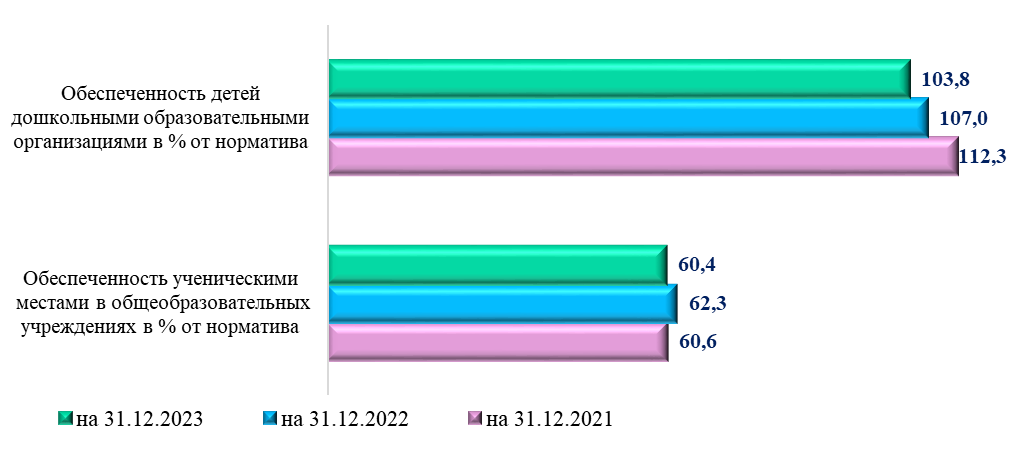 Обеспеченность детей
дошкольными образовательными
организациями в % от норматива
103,8
107,0
112,3
Обеспеченность ученическими
местами в общеобразовательных
учреждениях в % от норматива
60,4
62,3
60,6
на 31.12.2023
на 31.12.2022
на 31.12.2021